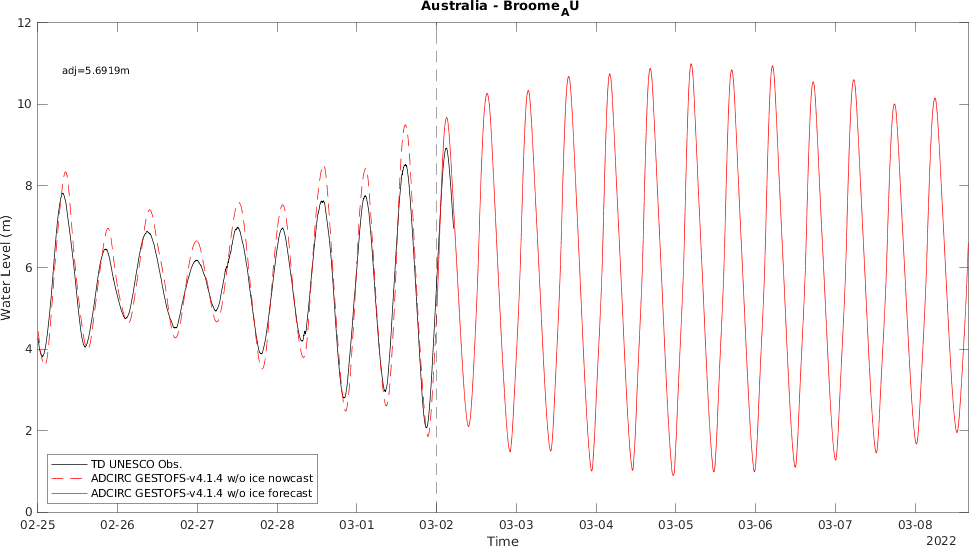 Australia - Broome_AU
12
adj=5.6919m
10
8
6
Water Level (m)
4
2
TD UNESCO Obs.
ADCIRC GESTOFS-v4.1.4 w/o ice nowcast
ADCIRC GESTOFS-v4.1.4 w/o ice forecast
0
02-25 02-26 02-27 02-28 03-01 03-02 03-03 03-04 03-05 03-06 03-07 03-08
Time
2022